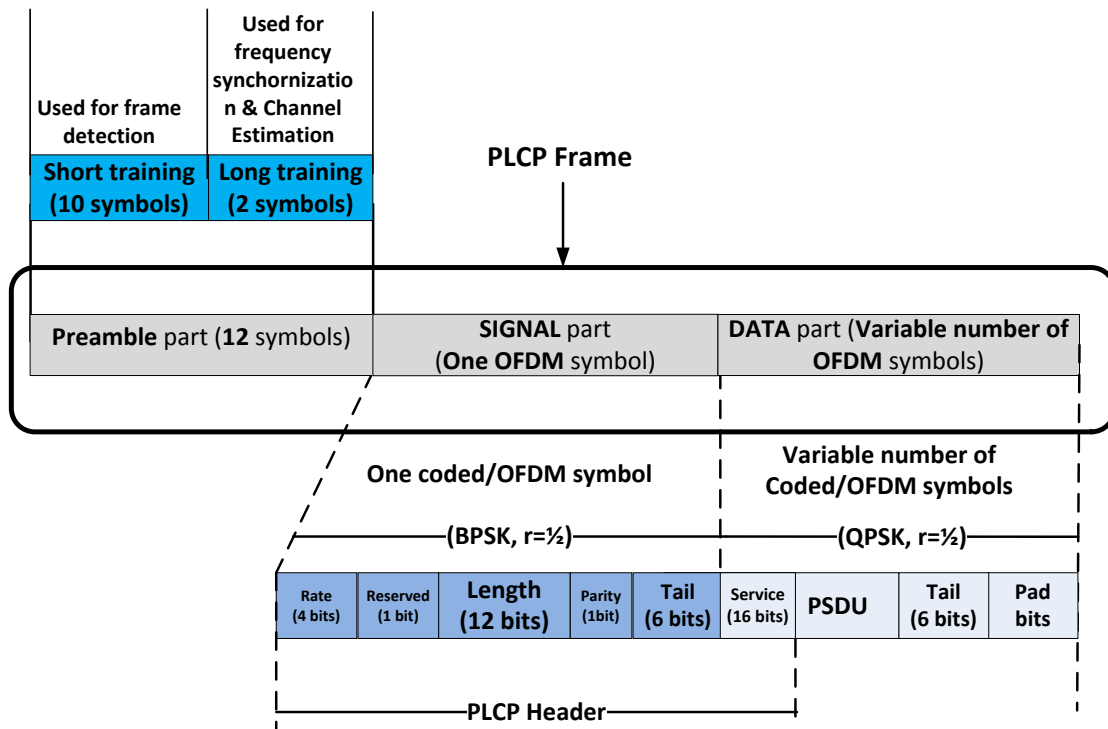 Used for
frequency
synchornizatio
n & Channel
Estimation
Used for frame
detection
Short training
(10 symbols)
Long training
(2 symbols)
PLCP Frame
Preamble part (12 symbols)
SIGNAL part
(One OFDM symbol)
DATA part (Variable number of
OFDM symbols)
One coded/OFDM symbol
Variable number of
Coded/OFDM symbols
(BPSK, r=½)
(QPSK, r=½)
Rate
(4 bits)
Reserved
(1 bit)
Length
(12 bits)
Parity
(1bit)
Tail
(6 bits)
Service
(16 bits)
PSDU
Tail
(6 bits)
Pad
bits
PLCP Header